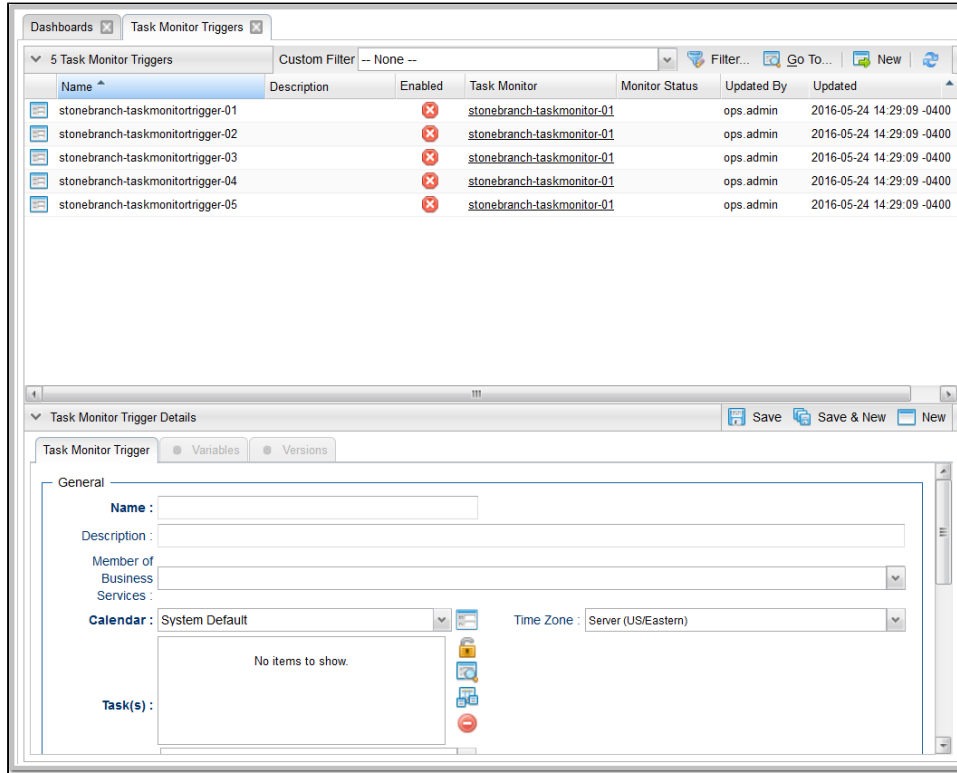 Dashboards Task Monitor Triggers
5 Task Monitor Triggers Custom Filter -- None -- Filter... Go To... New
Name Description Enabled Task Monitor Monitor Status Updated By Updated
stonebranch-taskmonitortrigger-01 stonebranch-taskmonitor-01 ops.admin 2016-05-24 14:29:09 -0400
stonebranch-taskmonitortrigger-02 stonebranch-taskmonitor-01 ops.admin 2016-05-24 14:29:09 -0400
stonebranch-taskmonitortrigger-03 stonebranch-taskmonitor-01 ops.admin 2016-05-24 14:29:09 -0400
stonebranch-taskmonitortrigger-04 stonebranch-taskmonitor-01 ops.admin 2016-05-24 14:29:09 -0400
stonebranch-taskmonitortrigger-05 stonebranch-taskmonitor-01 ops.admin 2016-05-24 14:29:09 -0400
Task Monitor Trigger Details Save Save & New New
Task Monitor Trigger Variables Versions
General
Name :
Description :
Member of
Business
Services :
Calendar : System Default Time Zone : Server (US/Eastern)
No items to show.
Task(s) :